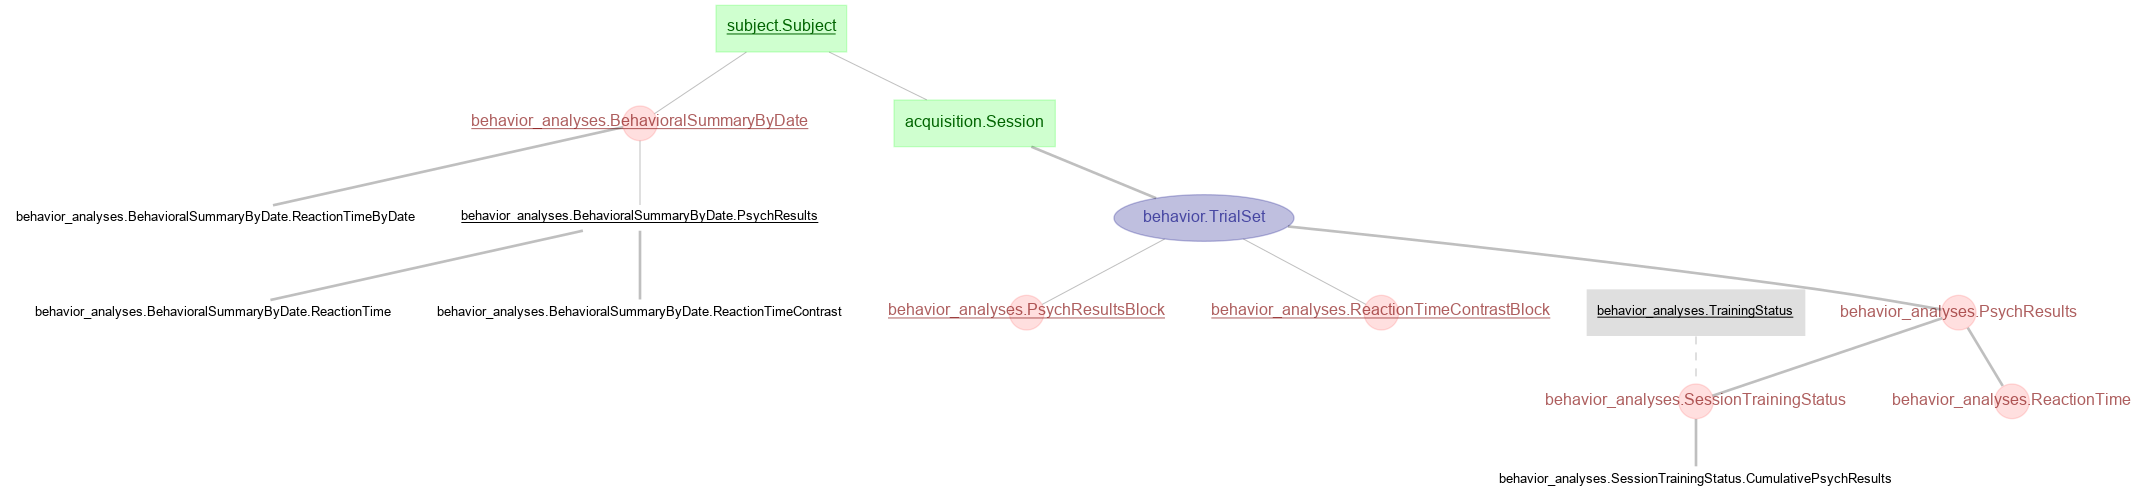 subject.Subject
behavior_analyses.BehavioralSummaryByDate
acquisition.Session
behavior_analyses.BehavioralSummaryByDate.ReactionTimeByDate
behavior_analyses.BehavioralSummaryByDate.PsychResults
behavior.TrialSet
behavior_analyses.BehavioralSummaryByDate.ReactionTime
behavior_analyses.BehavioralSummaryByDate.ReactionTimeContrast
behavior_analyses.PsychResultsBlock
behavior_analyses.ReactionTimeContrastBlock
behavior_analyses.TrainingStatus
behavior_analyses.PsychResults
behavior_analyses.SessionTrainingStatus
behavior_analyses.ReactionTime
behavior_analyses.SessionTrainingStatus.CumulativePsychResults